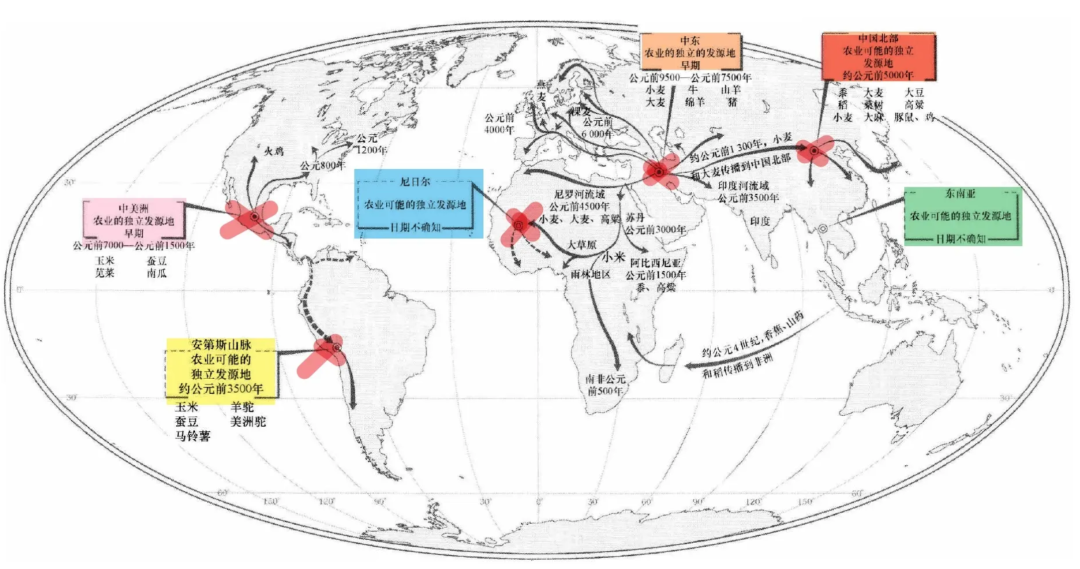 中东
农业的独立的发源地
早期
公元前9500—公元前7500年
小麦 牛 山羊
大麦 绵羊 猪
中国北部
农业可能的独立
发源地
约公元前5000年
黍 大麦 大豆
稻 桑树 高粱
小麦 大麻 豚鼠、鸡
燕麦
裸麦
公元前
4000年
公元前
6 000年
火鸡
公元
1200年
公元800年
约公元前1 300年，小麦
和大麦传播到中国北部
尼日尔
农业可能的独立发源地
日期不确知
尼罗河流域
公元前4500年
小麦、大麦、高粱
苏丹
公元前3000年
印度河流域
公元前3500年
印度
东南亚
农业可能的独立发源地
日期不确知
中美洲
农业的独立发源地
早期
公元前7000—公元前1500年
玉米 蚕豆
苋菜 南瓜
大草原
小米
雨林地区
阿比西尼亚
公元前1500年
黍、高粱
约公元4世纪,香蕉、山药
和稻传播到非洲
南非公元
前500年
安第斯山脉
农业可能的
独立发源地
约公元前3500年
玉米 羊驼
蚕豆 美洲驼
马铃薯
30°
0°
0°
30°
30°
60°
150°
120°
90°
30°
0°
30°
60°
90°
60°